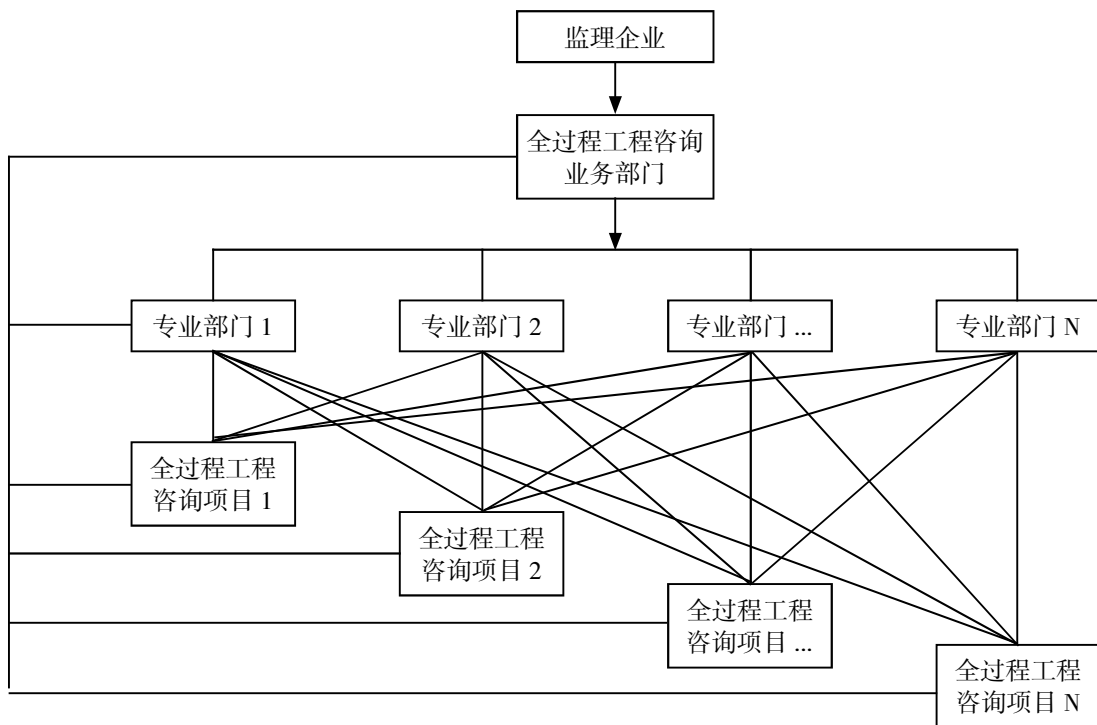 监理企业
全过程工程咨询
业务部门
专业部门 1
专业部门 2
专业部门 ...
专业部门 N
全过程工程
咨询项目 1
全过程工程
咨询项目 2
全过程工程
咨询项目 ...
全过程工程
咨询项目 N